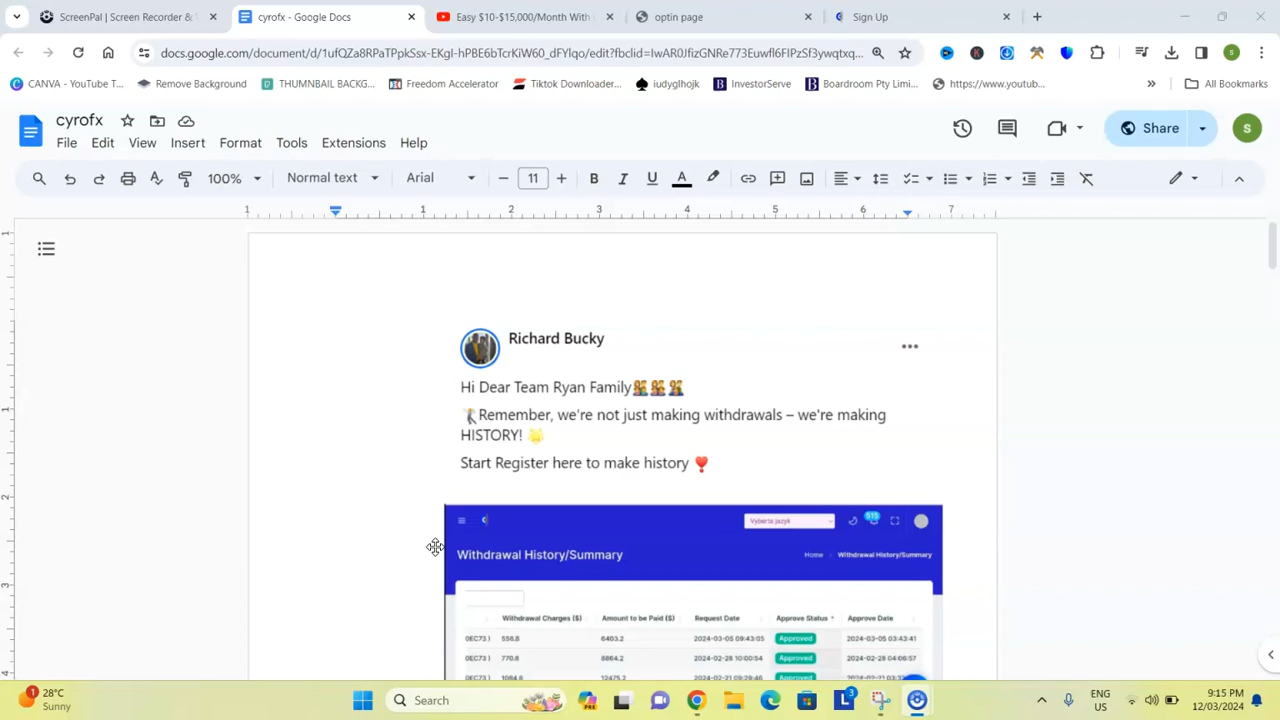 ScreenPal | Screen Recorder &
cyrofx - Google Docs
Easy $10-$15,000/Month With
optin page
Sign Up
docs.google.com/document/d/1ufQZa8RPaTPpkSsx-EKgI-hPBE6bTcrKiW60_dFYlqo/edit?fbclid=IwAR0JfizGNRe773Euwfl6FIPzSf3ywqtxq...
CANVA - YouTube T...
Remove Background
THUMBNAIL BACKG...
Freedom Accelerator
Tiktok Downloader...
iudyglhojk
InvestorServe
Boardroom Pty Limi...
https://www.youtub...
All Bookmarks
cyrofx
File Edit View Insert Format Tools Extensions Help
Share
S
100%
Normal text
Arial
11
Richard Bucky
Hi Dear Team Ryan Family
Remember, we're not just making withdrawals – we're making
HISTORY!
Start Register here to make history
Vyberte jazyk
515
Withdrawal History/Summary
Home Withdrawal History/Summary
Withdrawal Charges ($) Amount to be Paid ($) Request Date Approve Status Approve Date
0EC73 ) 556.8 6403.2 2024-03-05 09:43:05 Approved 2024-03-05 03:43:41
0EC73 ) 770.8 8864.2 2024-02-28 10:00:54 Approved 2024-02-28 04:06:57
28°C
Sunny
Search
ENG
US
9:15 PM
12/03/2024